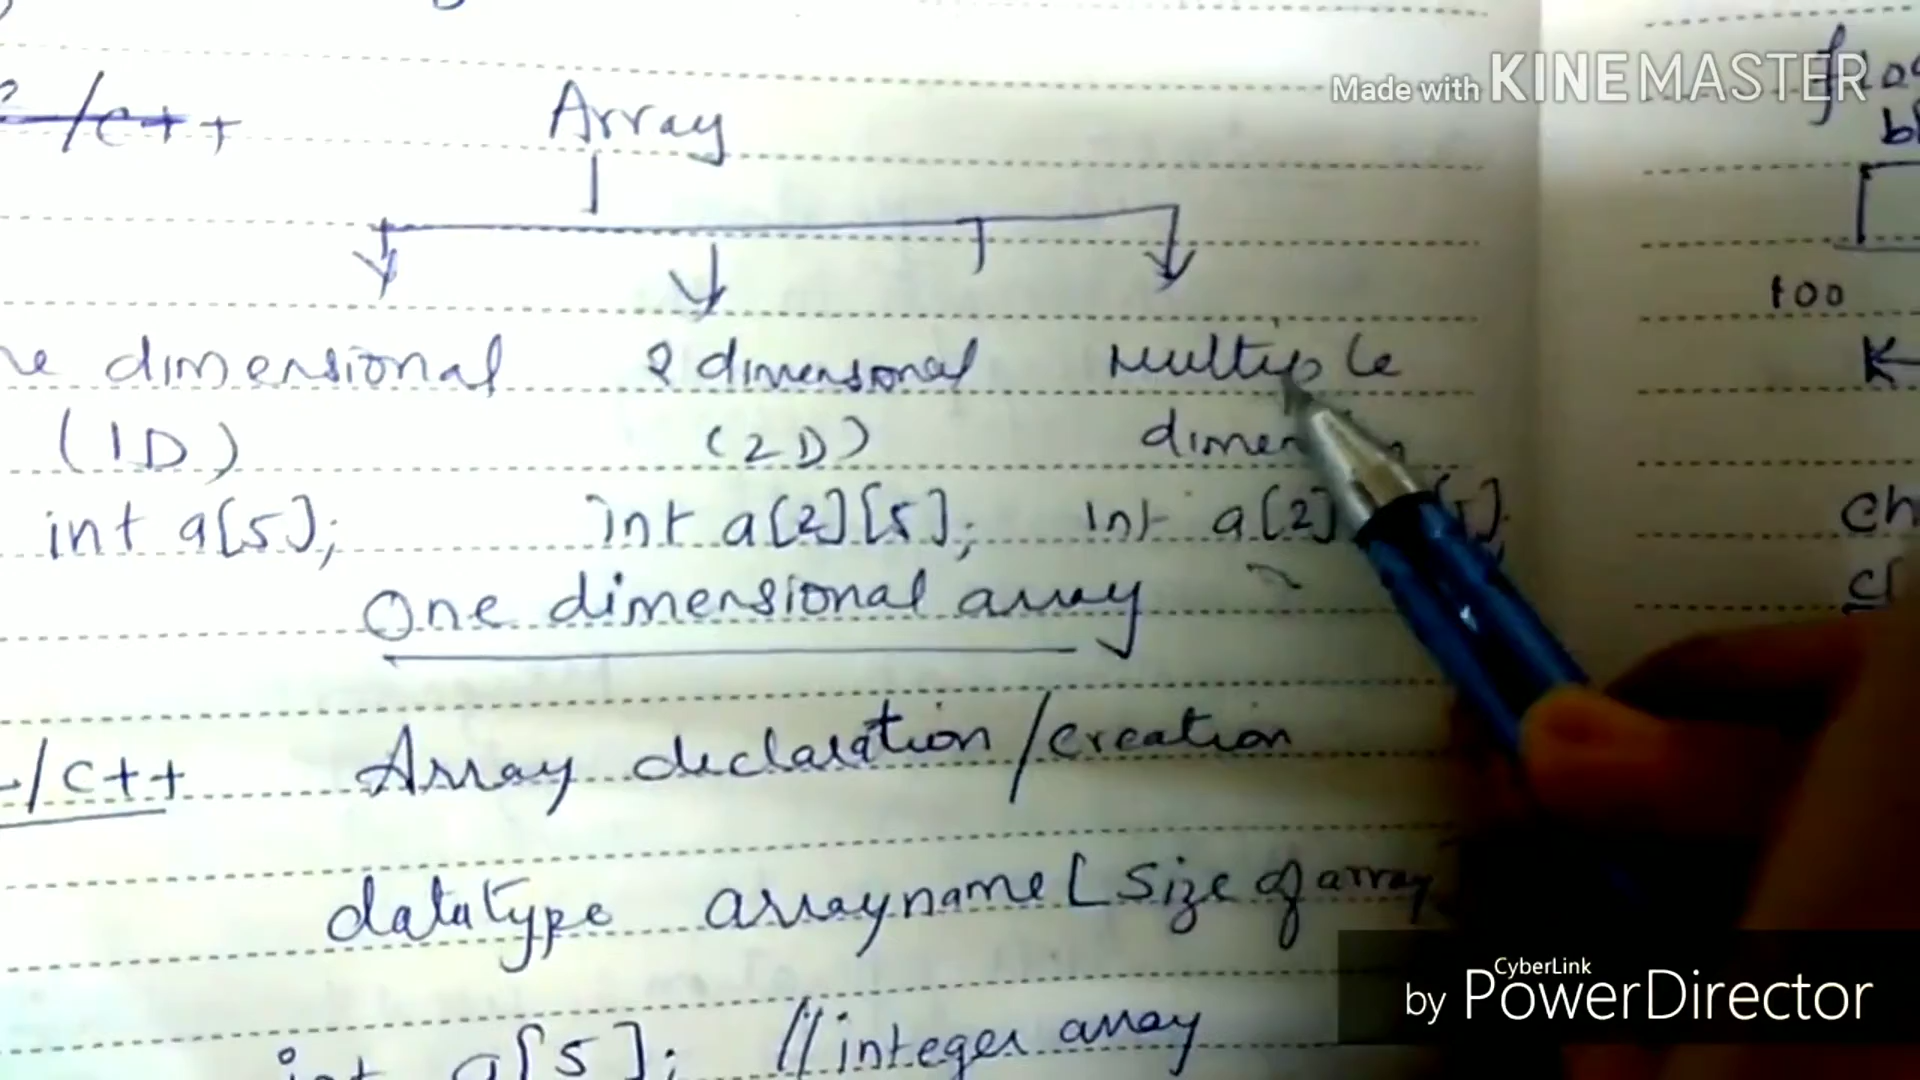 /C++
Array
Made with KINEMASTER
dimensional 2 dimensional Multiple
(1D) (2D)
100
int a[5]; int a[2][5]; int a[2]
One dimensional array
/C++ Array declaration/creation
datatype arrayname [size of array
int a[5]; //integer array
CyberLink
by PowerDirector